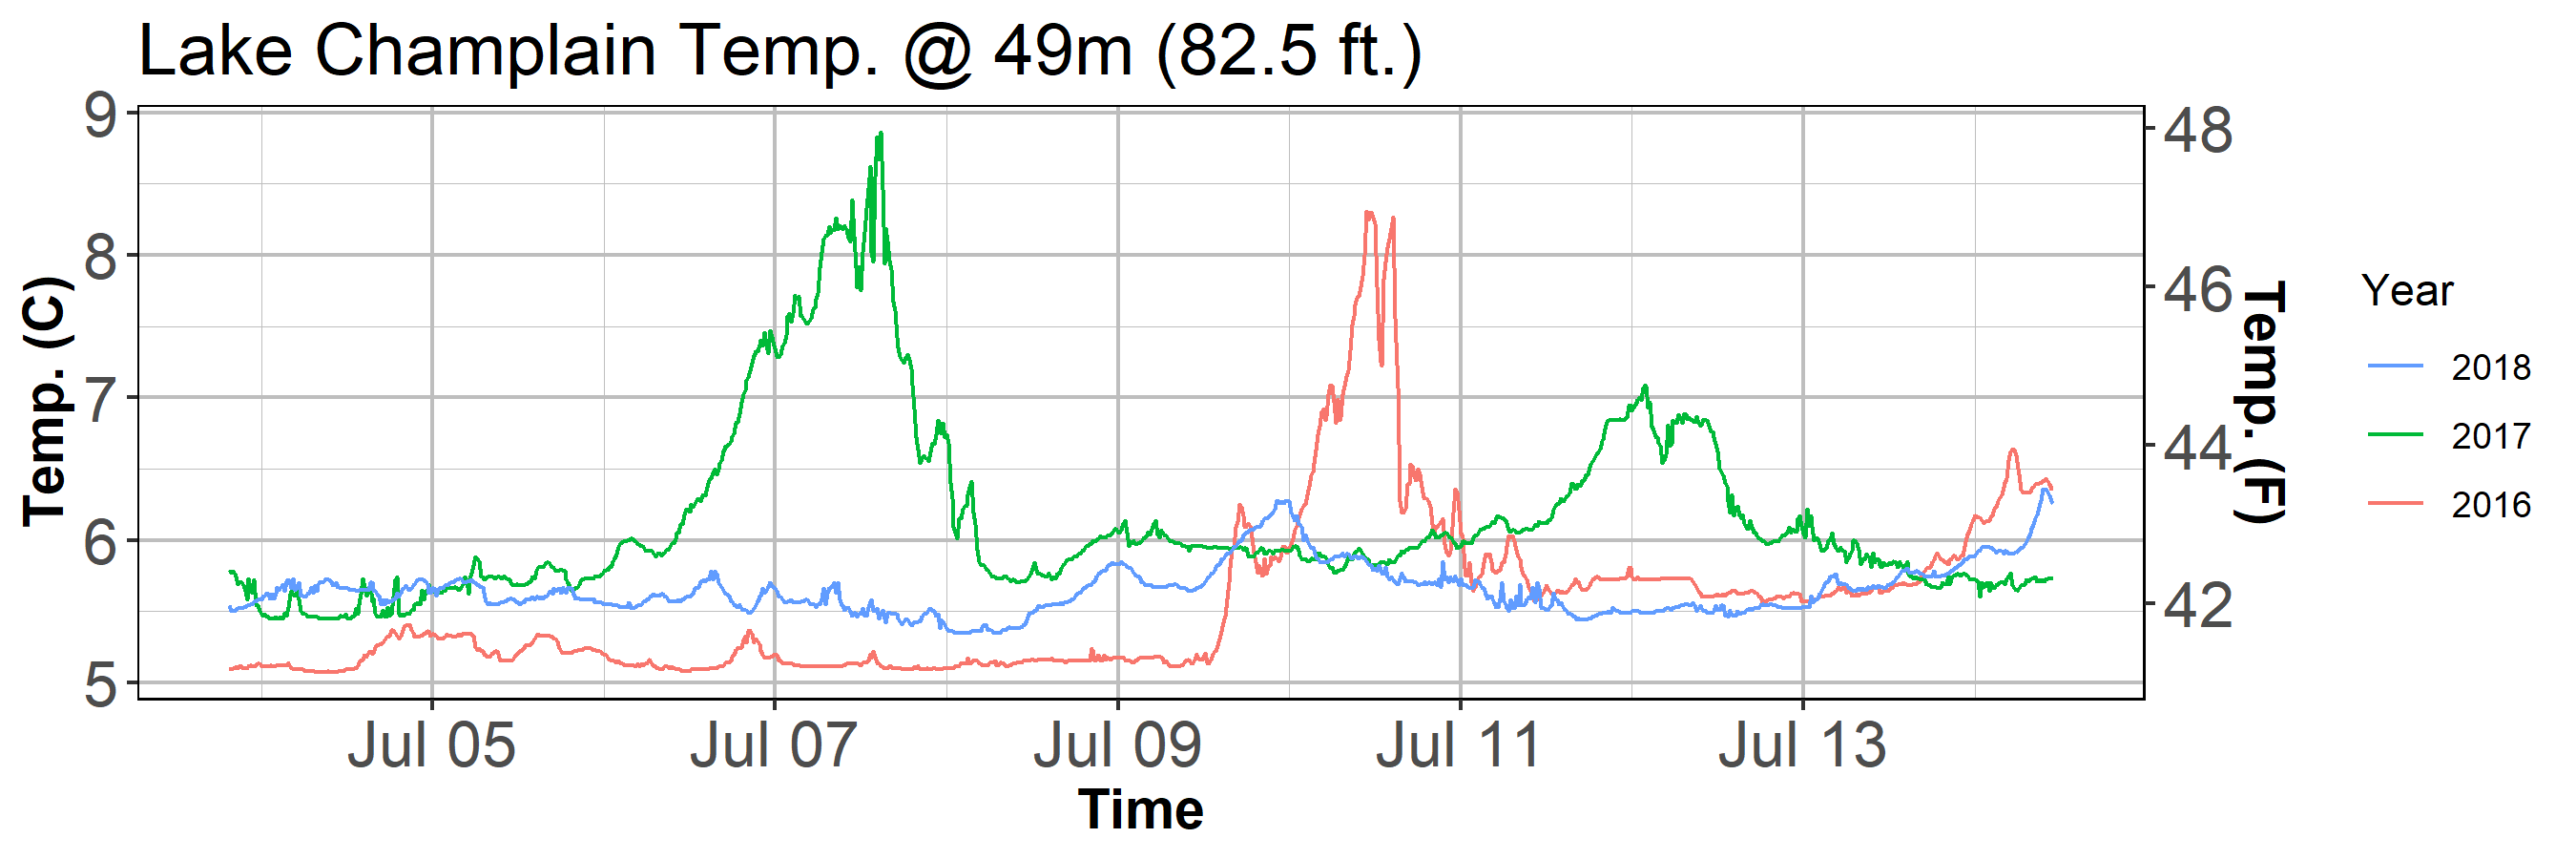 Lake Champlain Temp. @ 49m (82.5 ft.)
9
8
7
6
5
Temp. (C)
48
46
44
42
Temp. (F)
Jul 05 Jul 07 Jul 09 Jul 11 Jul 13
Time
Year
2018
2017
2016